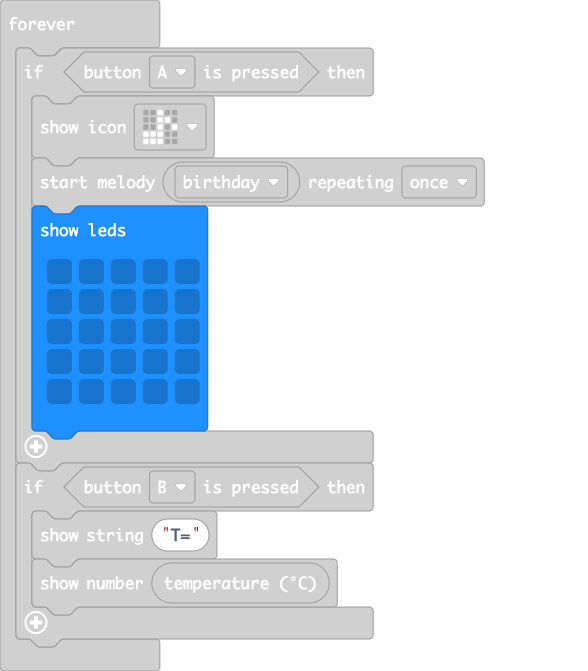 forever
if button A is pressed then
show icon
start melody birthday repeating once
show leds
if button B is pressed then
show string "T="
show number temperature (°C)